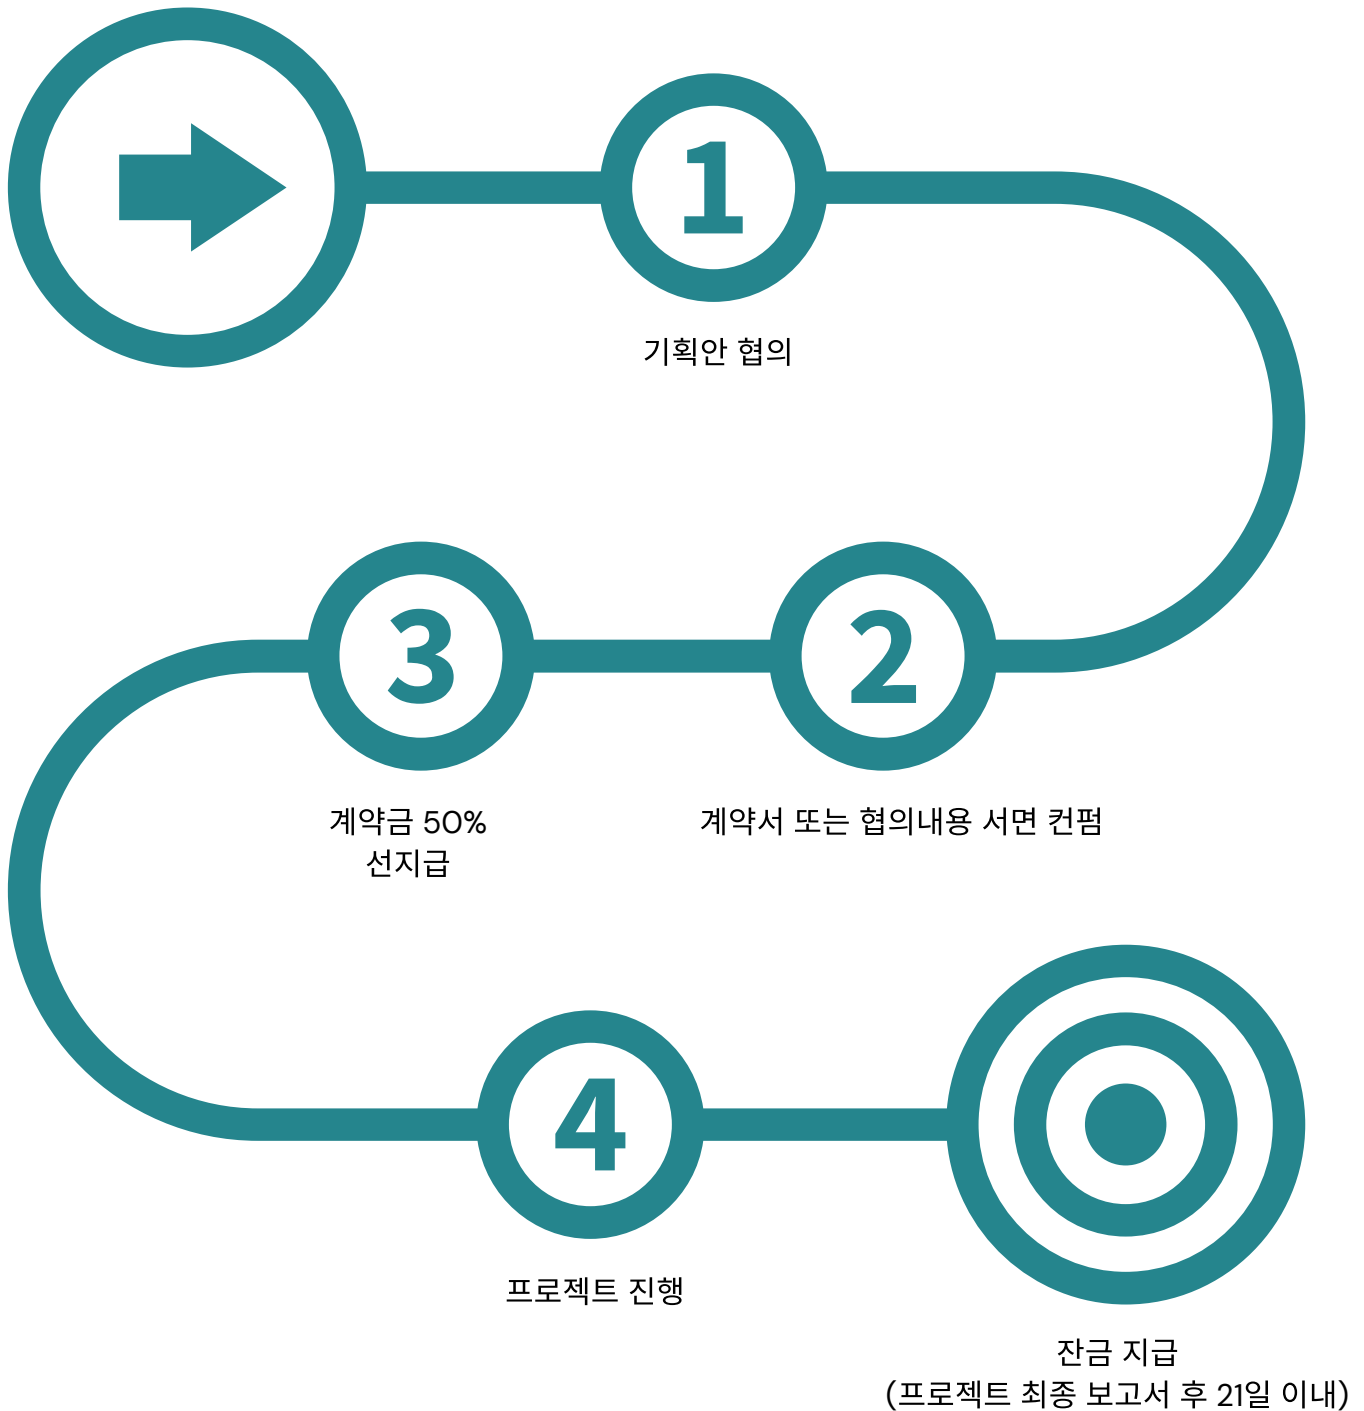 1
기획안 협의
2
계약서 또는 협의내용 서면 컨펌
3
계약금 50%
선지급
4
프로젝트 진행
잔금 지급
(프로젝트 최종 보고서 후 21일 이내)